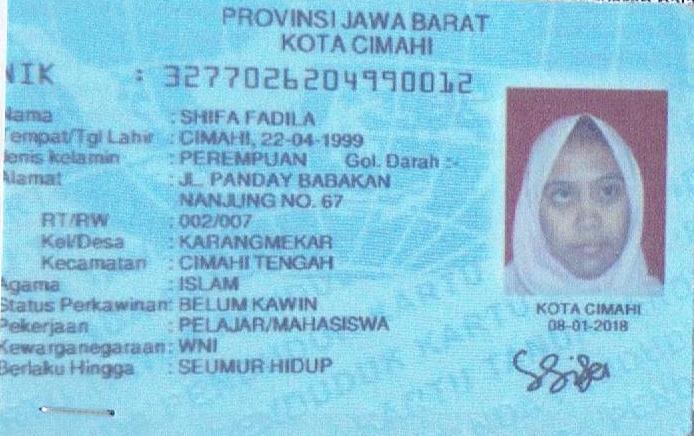 PROVINSI JAWA BARAT
KOTA CIMAHI
NIK : 3277026204990012
Nama : SHIFA FADILA
Tempat/Tgl Lahir : CIMAHI, 22-04-1999
Jenis kelamin : PEREMPUAN Gol. Darah :-
Alamat : JL. PANDAY BABAKAN
NANJUNG NO. 67
RT/RW : 002/007
Kel/Desa : KARANGMEKAR
Kecamatan : CIMAHI TENGAH
Agama : ISLAM
Status Perkawinan: BELUM KAWIN
Pekerjaan : PELAJAR/MAHASISWA
Kewarganegaraan: WNI
Berlaku Hingga : SEUMUR HIDUP
KOTA CIMAHI
08-01-2018